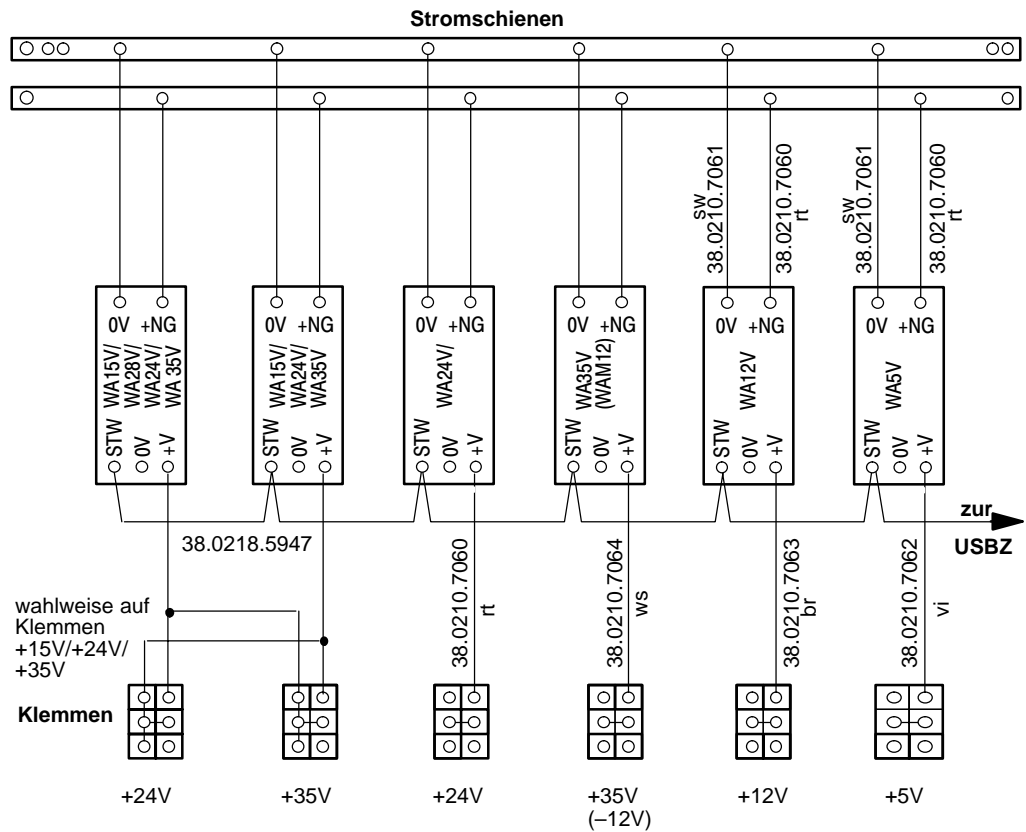 Stromschienen
sw
38.0210.7061
38.0210.7060
rt
sw
38.0210.7061
38.0210.7060
rt
0V +NG
WA15V/
WA28V/
WA24V/
WA 35V
STW
0V
+V
0V +NG
WA15V/
WA24V/
WA35V
STW
0V
+V
0V +NG
WA24V/
STW
0V
+V
0V +NG
WA35V
(WAM12)
STW
0V
+V
0V +NG
WA12V
STW
0V
+V
0V +NG
WA5V
STW
0V
+V
zur
USBZ
38.0218.5947
38.0210.7060
rt
38.0210.7064
ws
38.0210.7063
br
38.0210.7062
vi
wahlweise auf
Klemmen
+15V/+24V/
+35V
Klemmen
+24V
+35V
+24V
+35V
(–12V)
+12V
+5V